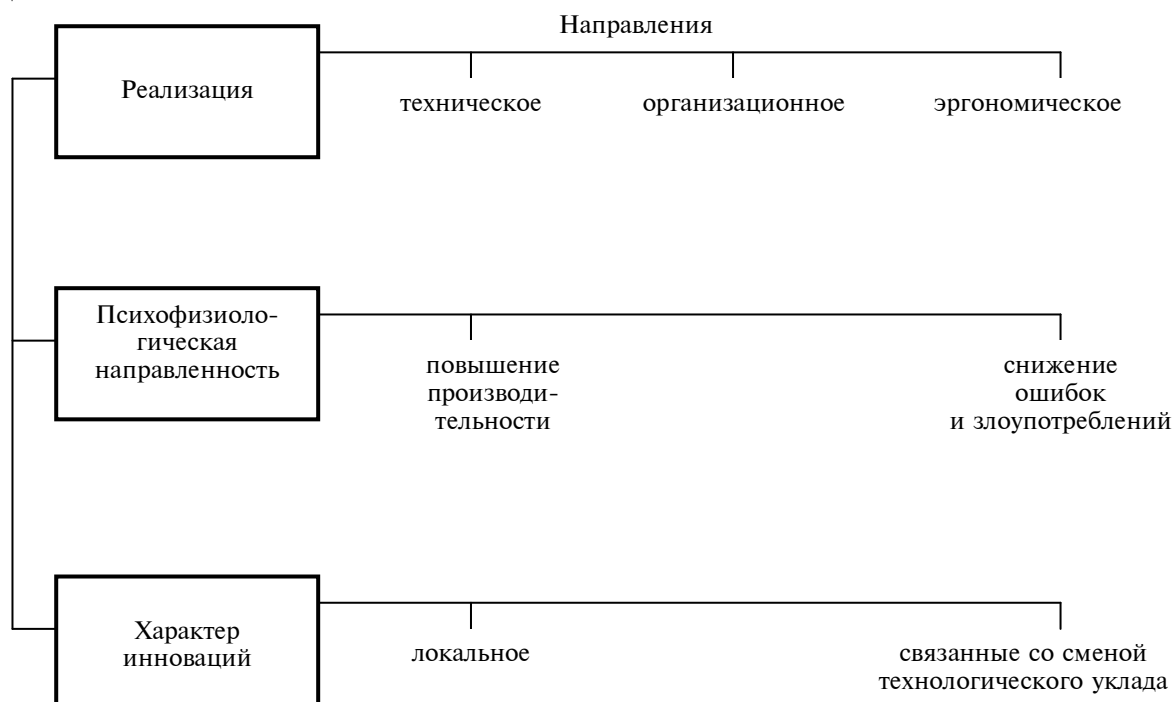 Направления
Реализация
техническое
организационное
эргономическое
Психофизиоло-
гическая
направленность
повышение
производи-
тельности
снижение
ошибок
и злоупотреблений
Характер
инноваций
локальное
связанные со сменой
технологического уклада